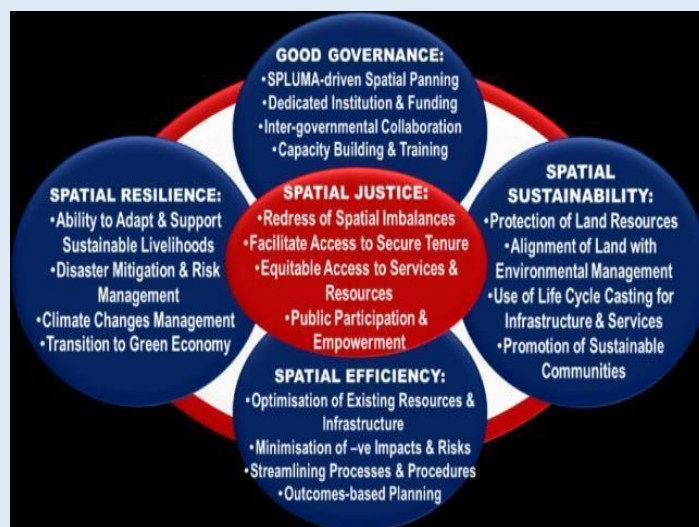 GOOD GOVERNANCE:
•SPLUMA-driven Spatial Panning
•Dedicated Institution & Funding
•Inter-governmental Collaboration
•Capacity Building & Training
SPATIAL RESILIENCE:
•Ability to Adapt & Support
Sustainable Livelihoods
•Disaster Mitigation & Risk
Management
•Climate Changes Management
•Transition to Green Economy
SPATIAL JUSTICE:
•Redress of Spatial Imbalances
•Facilitate Access to Secure Tenure
•Equitable Access to Services &
Resources
•Public Participation &
Empowerment
SPATIAL
SUSTAINABILITY:
•Protection of Land Resources
•Alignment of Land with
Environmental Management
•Use of Life Cycle Casting for
Infrastructure & Services
•Promotion of Sustainable
Communities
SPATIAL EFFICIENCY:
•Optimisation of Existing Resources &
Infrastructure
•Minimisation of –ve Impacts & Risks
•Streamlining Processes & Procedures
•Outcomes-based Planning